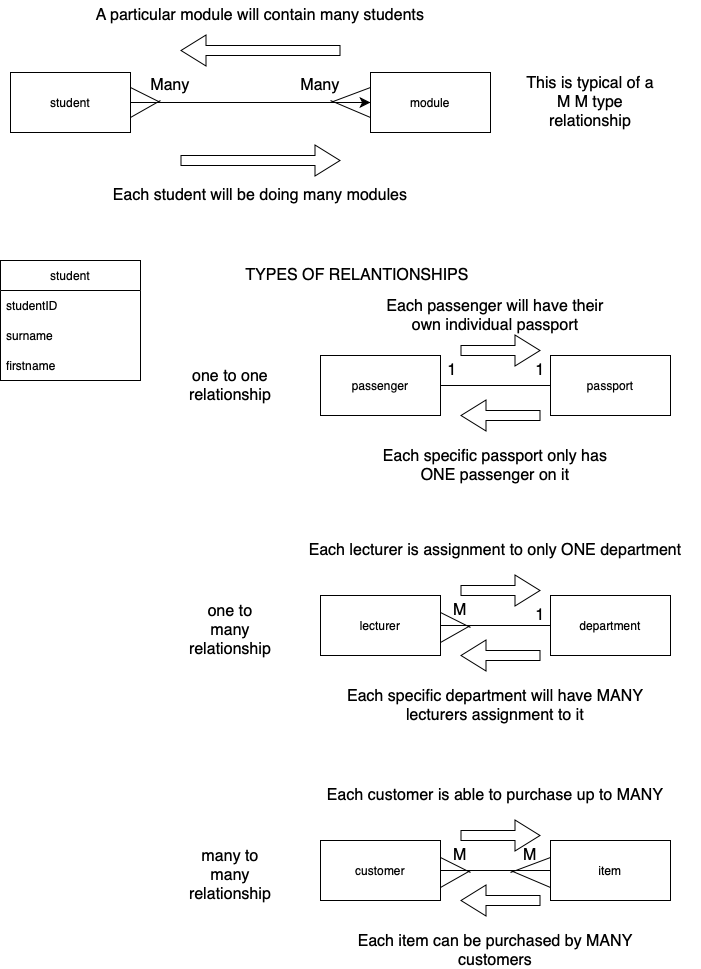 A particular module will contain many students
Many
Many
student
module
This is typical of a
M M type
relationship
Each student will be doing many modules
student
studentID
surname
firstname
TYPES OF RELANTIONSHIPS
Each passenger will have their
own individual passport
one to one
relationship
passenger
1
1
passport
Each specific passport only has
ONE passenger on it
Each lecturer is assignment to only ONE department
one to
many
relationship
lecturer
M
1
department
Each specific department will have MANY
lecturers assignment to it
Each customer is able to purchase up to MANY
many to
many
relationship
customer
M
M
item
Each item can be purchased by MANY
customers